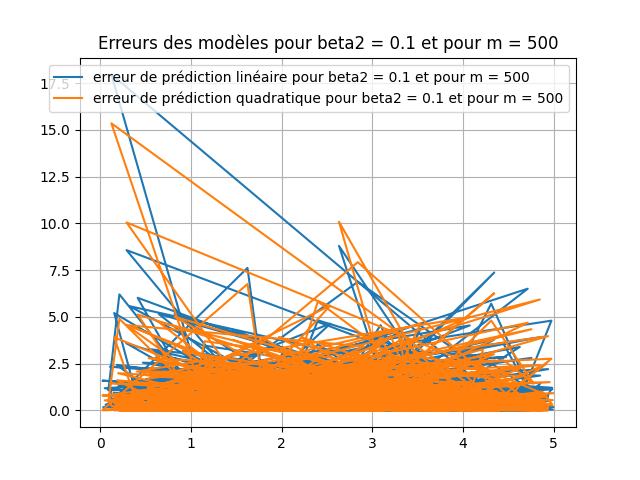 Erreurs des modèles pour beta2 = 0.1 et pour m = 500
erreur de prédiction linéaire pour beta2 = 0.1 et pour m = 500
erreur de prédiction quadratique pour beta2 = 0.1 et pour m = 500
17.5
15.0
12.5
10.0
7.5
5.0
2.5
0.0
0 1 2 3 4 5